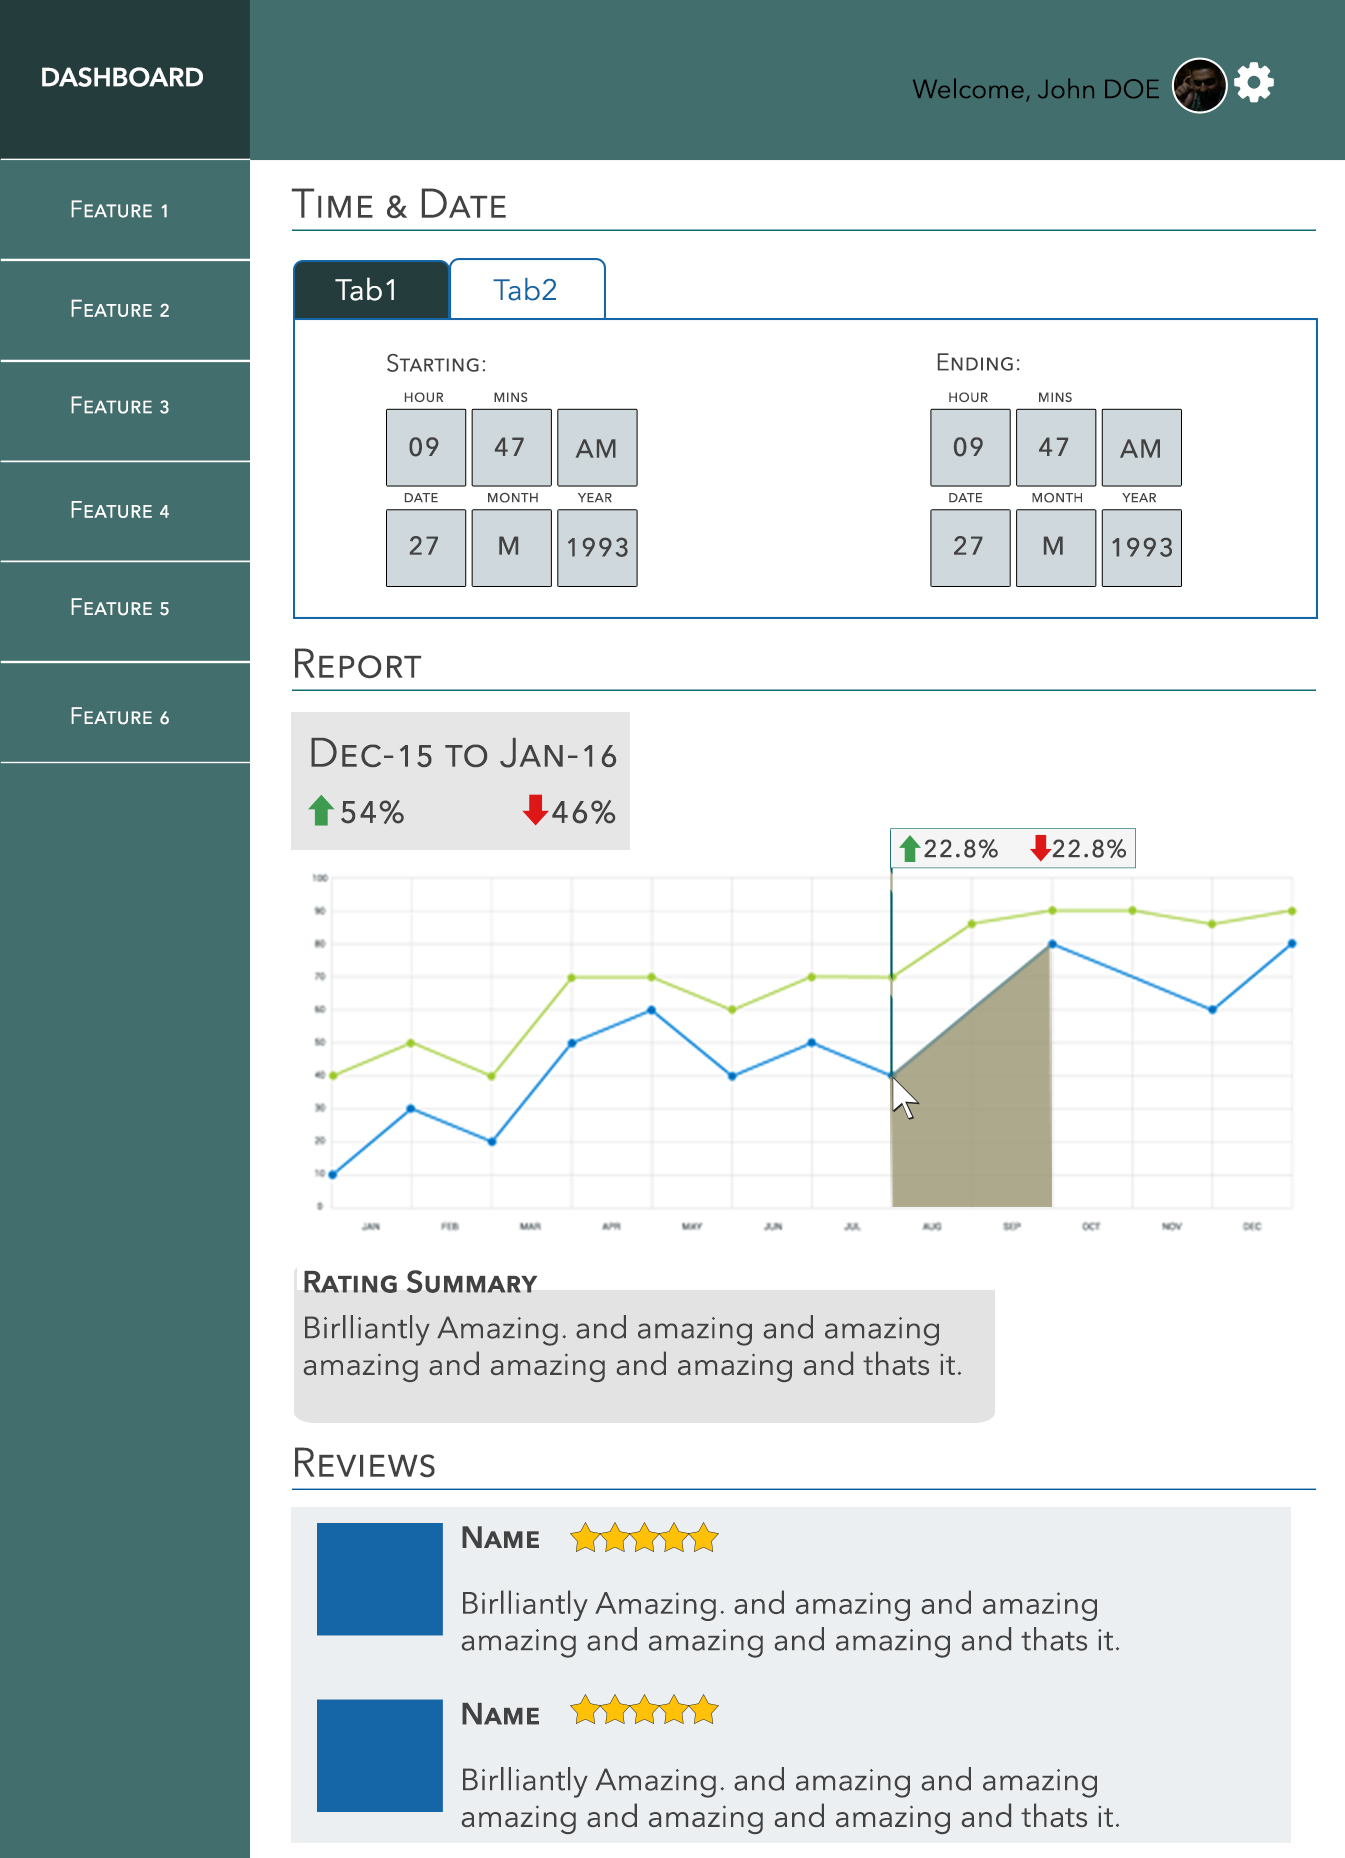 DASHBOARD
Welcome, John DOE
FEATURE 1
FEATURE 2
FEATURE 3
FEATURE 4
FEATURE 5
FEATURE 6
TIME & DATE
Tab1 Tab2
STARTING:
HOUR MINS
09 47 AM
DATE MONTH YEAR
27 M 1993
ENDING:
HOUR MINS
09 47 AM
DATE MONTH YEAR
27 M 1993
REPORT
DEC-15 TO JAN-16
54% 46%
22.8% 22.8%
100
90
80
70
60
50
40
30
20
10
0
JAN FEB MAR APR MAY JUN JUL AUG SEP OCT NOV DEC
RATING SUMMARY
Birlliantly Amazing. and amazing and amazing
amazing and amazing and amazing and thats it.
REVIEWS
NAME
Birlliantly Amazing. and amazing and amazing
amazing and amazing and amazing and thats it.
NAME
Birlliantly Amazing. and amazing and amazing
amazing and amazing and amazing and thats it.